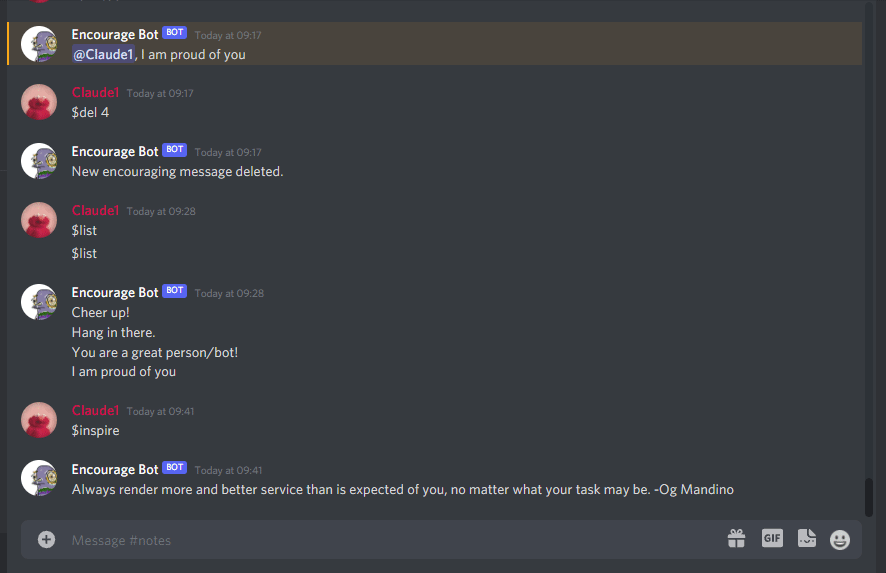 Encourage Bot BOT Today at 09:17
@Claude1, I am proud of you
Claude1 Today at 09:17
$del 4
Encourage Bot BOT Today at 09:17
New encouraging message deleted.
Claude1 Today at 09:28
$list
$list
Encourage Bot BOT Today at 09:28
Cheer up!
Hang in there.
You are a great person/bot!
I am proud of you
Claude1 Today at 09:41
$inspire
Encourage Bot BOT Today at 09:41
Always render more and better service than is expected of you, no matter what your task may be. -Og Mandino
Message #notes GIF